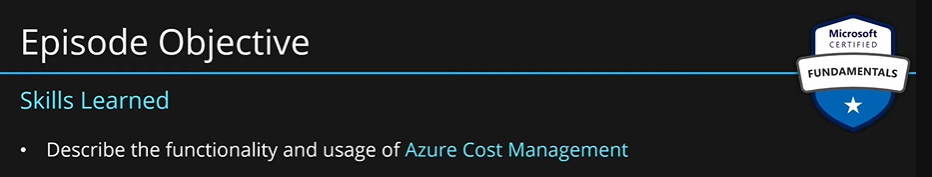 Episode Objective
Microsoft
CERTIFIED
FUNDAMENTALS
Skills Learned
• Describe the functionality and usage of Azure Cost Management